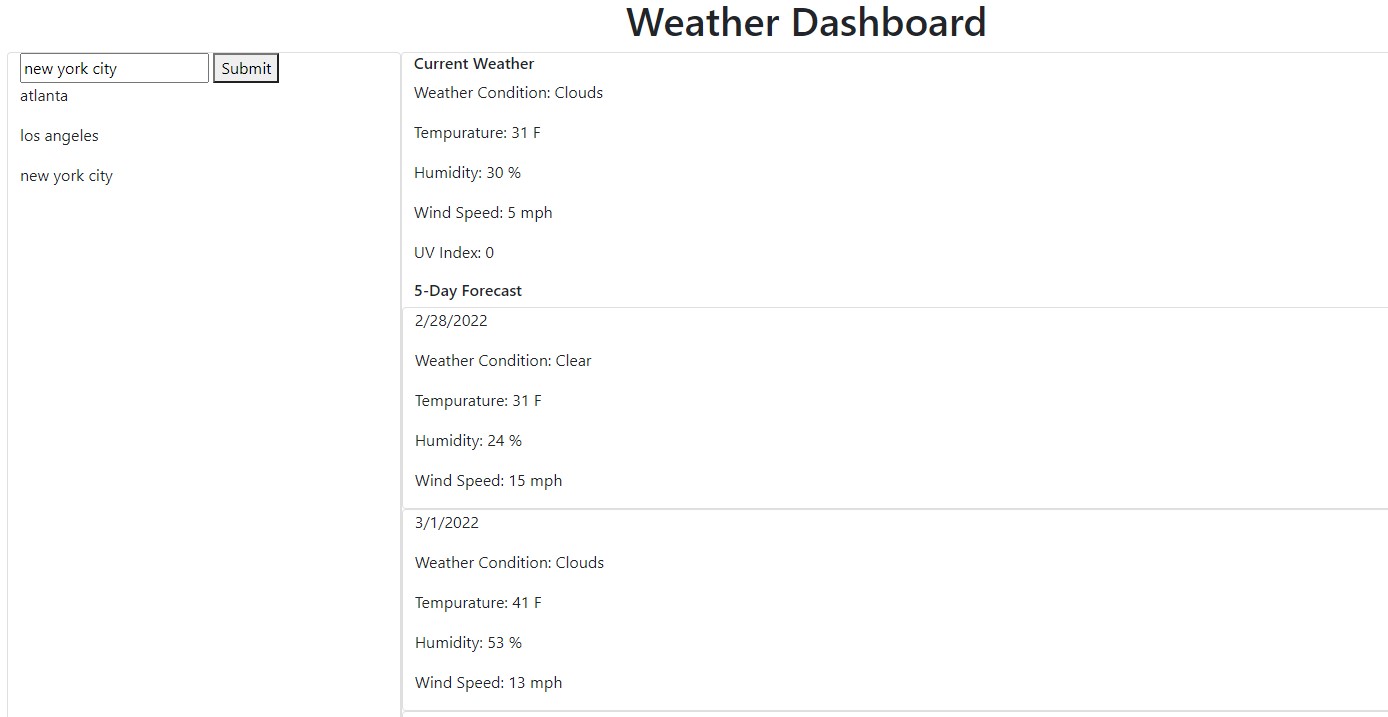 Weather Dashboard
new york city Submit
atlanta
los angeles
new york city
Current Weather
Weather Condition: Clouds
Tempurature: 31 F
Humidity: 30 %
Wind Speed: 5 mph
UV Index: 0
5-Day Forecast
2/28/2022
Weather Condition: Clear
Tempurature: 31 F
Humidity: 24 %
Wind Speed: 15 mph
3/1/2022
Weather Condition: Clouds
Tempurature: 41 F
Humidity: 53 %
Wind Speed: 13 mph